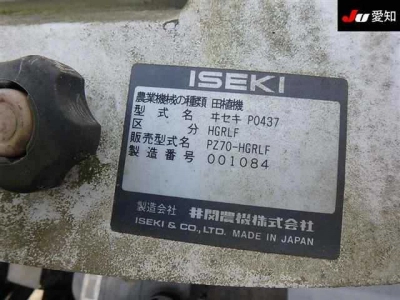 JU愛知
ISEKI
農業機械の種類 田植機
型式名 ヰセキ P0437
区分 HGRLF
販売型式名 PZ70-HGRLF
製造番号 001084
製造会社 井関農機株式会社
ISEKI & CO., LTD. MADE IN JAPAN